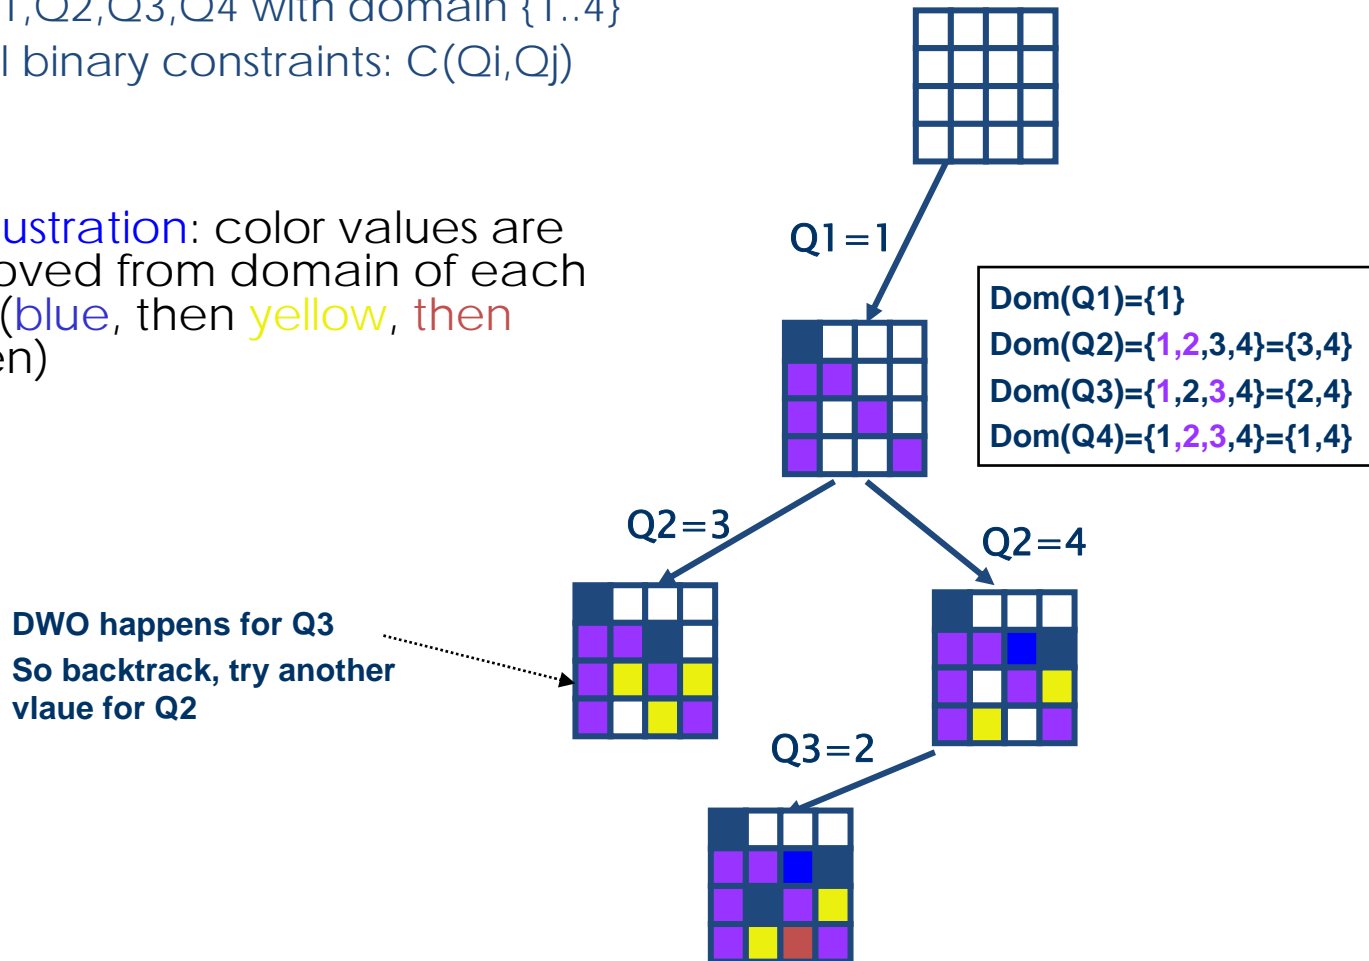 1,Q2,Q3,Q4 with domain {1..4}
l binary constraints: C(Qi,Qj)
ustration: color values are
oved from domain of each
(blue, then yellow, then
en)
Q1=1
Dom(Q1)={1}
Dom(Q2)={1,2,3,4}={3,4}
Dom(Q3)={1,2,3,4}={2,4}
Dom(Q4)={1,2,3,4}={1,4}
Q2=3
Q2=4
DWO happens for Q3
So backtrack, try another
vlaue for Q2
Q3=2